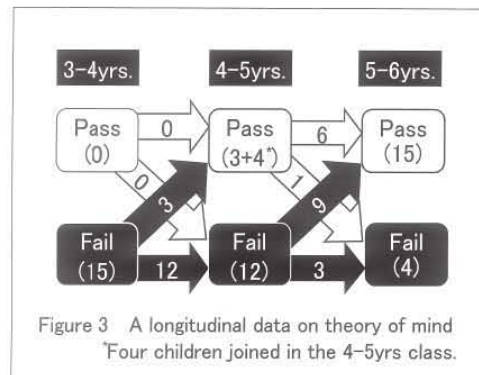 3-4yrs. 4-5yrs. 5-6yrs.
Pass 0 Pass 6 Pass
(0) (3+4*) (15)
0 3 1 9
Fail Fail Fail
(15) 12 (12) 3 (4)
Figure 3 A longitudinal data on theory of mind
*Four children joined in the 4-5yrs class.